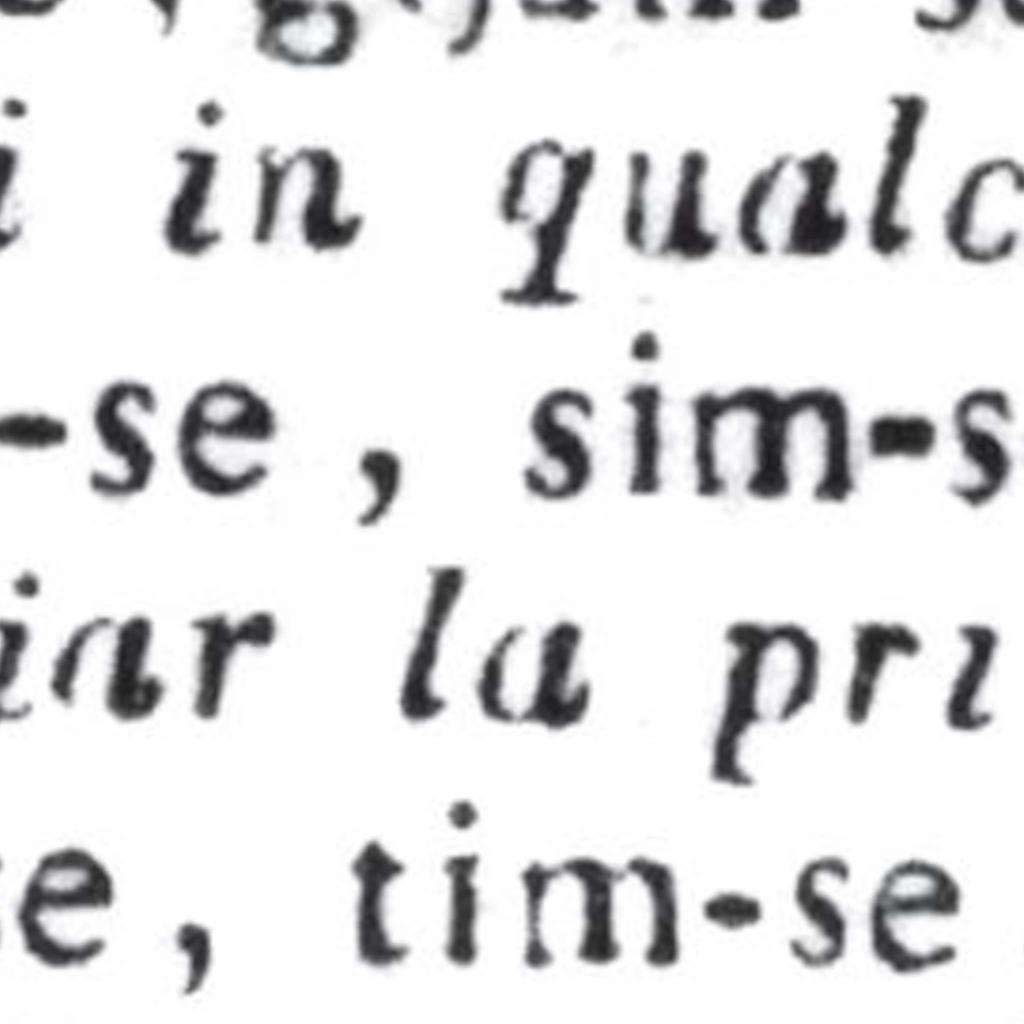 i in qualc
-se, sim-s
iar la pri
e, tim-se